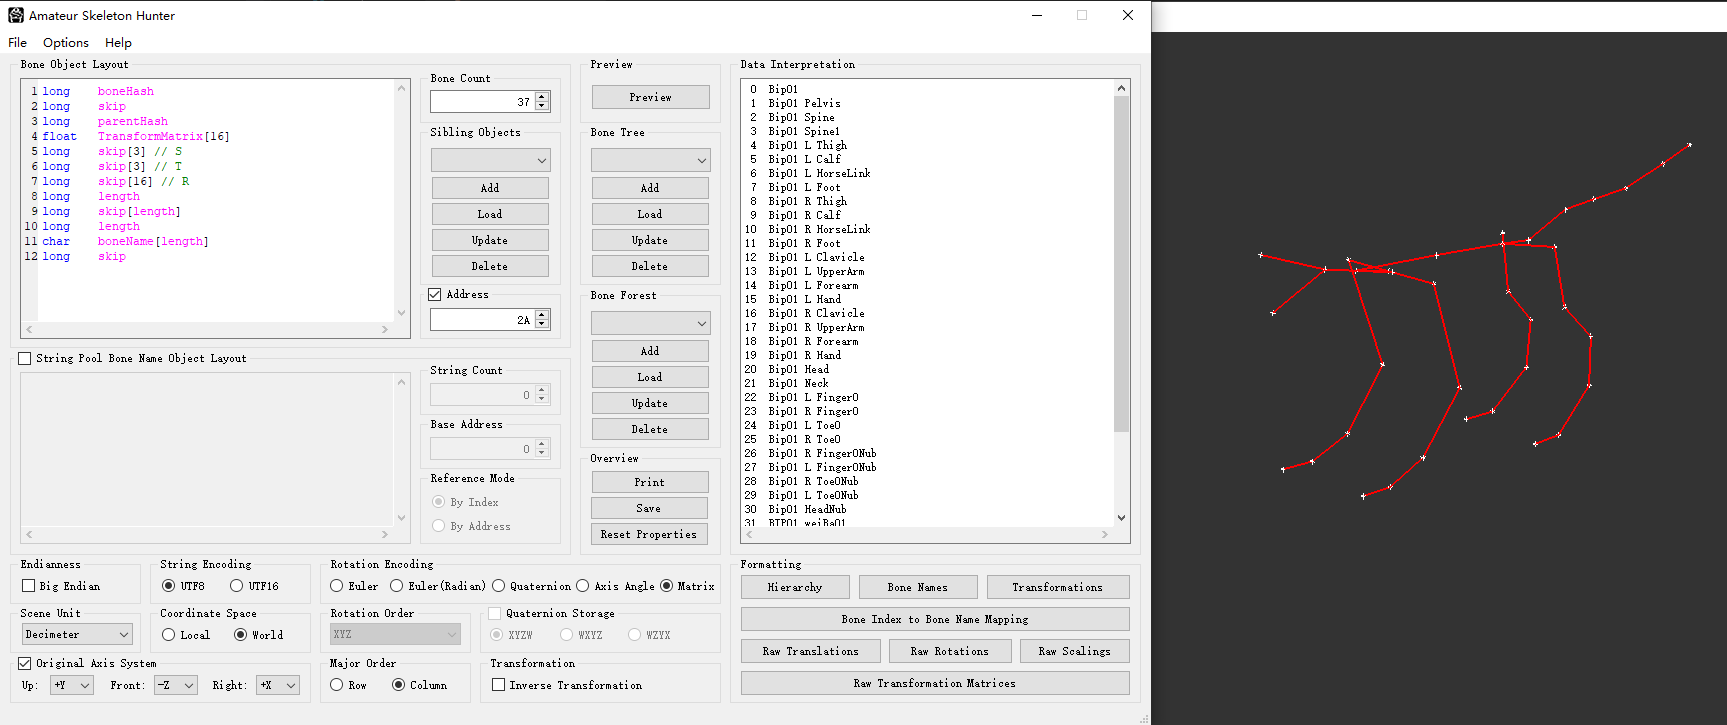 Amateur Skeleton Hunter
File Options Help
Bone Object Layout
1 long boneHash
2 long skip
3 long parentHash
4 float TransformMatrix[16]
5 long skip[3] // S
6 long skip[3] // T
7 long skip[16] // R
8 long length
9 long skip[length]
10 long length
11 char boneName[length]
12 long skip
Bone Count
37
Sibling Objects
Add
Load
Update
Delete
Address
2A
String Pool Bone Name Object Layout
String Count
0
Base Address
0
Reference Mode
By Index
By Address
Preview
Preview
Bone Tree
Add
Load
Update
Delete
Bone Forest
Add
Load
Update
Delete
Overview
Print
Save
Reset Properties
Data Interpretation
0 Bip01
1 Bip01 Pelvis
2 Bip01 Spine
3 Bip01 Spine1
4 Bip01 L Thigh
5 Bip01 L Calf
6 Bip01 L HorseLink
7 Bip01 L Foot
8 Bip01 R Thigh
9 Bip01 R Calf
10 Bip01 R HorseLink
11 Bip01 R Foot
12 Bip01 L Clavicle
13 Bip01 L UpperArm
14 Bip01 L Forearm
15 Bip01 L Hand
16 Bip01 R Clavicle
17 Bip01 R UpperArm
18 Bip01 R Forearm
19 Bip01 R Hand
20 Bip01 Head
21 Bip01 Neck
22 Bip01 L Finger0
23 Bip01 R Finger0
24 Bip01 L Toe0
25 Bip01 R Toe0
26 Bip01 R Finger0Nub
27 Bip01 L Finger0Nub
28 Bip01 R Toe0Nub
29 Bip01 L Toe0Nub
30 Bip01 HeadNub
31 BIP01 weiBa01
Endianness
Big Endian
String Encoding
UTF8 UTF16
Rotation Encoding
Euler Euler(Radian) Quaternion Axis Angle Matrix
Scene Unit
Decimeter
Coordinate Space
Local World
Rotation Order
XYZ
Quaternion Storage
XYZW WXYZ WZYX
Original Axis System
Up: +Y Front: -Z Right: +X
Major Order
Row Column
Transformation
Inverse Transformation
Formatting
Hierarchy Bone Names Transformations
Bone Index to Bone Name Mapping
Raw Translations Raw Rotations Raw Scalings
Raw Transformation Matrices